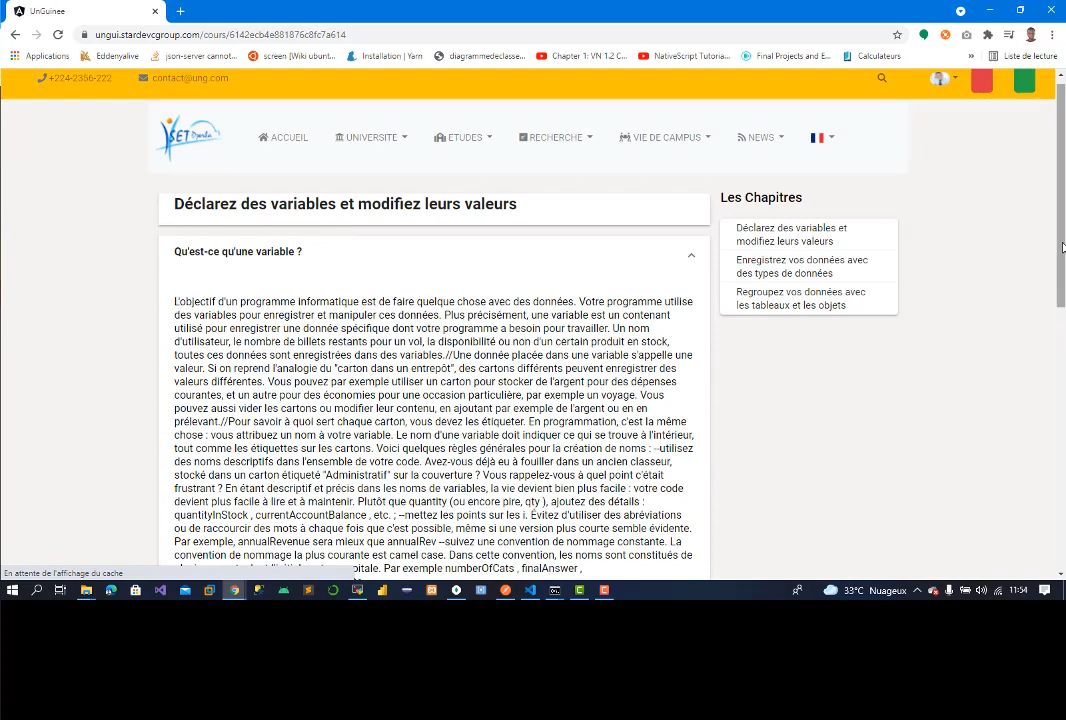 UnGuinee
ungui.stardevcgroup.com/cours/6142ecb4e881876c8fc7a614
Applications
Eddenyalive
json-server cannot...
screen [Wiki ubunt...
Installation | Yarn
diagrammedeclasse...
Chapter 1: VN 1.2 C...
NativeScript Tutoria...
Final Projects and E...
Calculateurs
»
Liste de lecture
+224-2356-222
contact@ung.com
ACCUEIL
UNIVERSITE
ETUDES
RECHERCHE
VIE DE CAMPUS
NEWS
Déclarez des variables et modifiez leurs valeurs
Qu'est-ce qu'une variable ?
L'objectif d'un programme informatique est de faire quelque chose avec des données. Votre programme utilise
des variables pour enregistrer et manipuler ces données. Plus précisément, une variable est un contenant
utilisé pour enregistrer une donnée spécifique dont votre programme a besoin pour travailler. Un nom
d'utilisateur, le nombre de billets restants pour un vol, la disponibilité ou non d'un certain produit en stock,
toutes ces données sont enregistrées dans des variables.//Une donnée placée dans une variable s'appelle une
valeur. Si on reprend l'analogie du "carton dans un entrepôt", des cartons différents peuvent enregistrer des
valeurs différentes. Vous pouvez par exemple utiliser un carton pour stocker de l'argent pour des dépenses
courantes, et un autre pour des économies pour une occasion particulière, par exemple un voyage. Vous
pouvez aussi vider les cartons ou modifier leur contenu, en ajoutant par exemple de l'argent ou en en
prélevant.//Pour savoir à quoi sert chaque carton, vous devez les étiqueter. En programmation, c'est la même
chose : vous attribuez un nom à votre variable. Le nom d'une variable doit indiquer ce qui se trouve à l'intérieur,
tout comme les étiquettes sur les cartons. Voici quelques règles générales pour la création de noms : --utilisez
des noms descriptifs dans l'ensemble de votre code. Avez-vous déjà eu à fouiller dans un ancien classeur,
stocké dans un carton étiqueté "Administratif" sur la couverture ? Vous rappelez-vous à quel point c'était
frustrant ? En étant descriptif et précis dans les noms de variables, la vie devient bien plus facile : votre code
devient plus facile à lire et à maintenir. Plutôt que quantity (ou encore pire, qty ), ajoutez des détails :
quantityInStock , currentAccountBalance , etc. ; --mettez les points sur les i. Évitez d'utiliser des abréviations
ou de raccourcir des mots à chaque fois que c'est possible, même si une version plus courte semble évidente.
Par exemple, annualRevenue sera mieux que annualRev --suivez une convention de nommage constante. La
convention de nommage la plus courante est camel case. Dans cette convention, les noms sont constitués de
Par exemple numberOfCats , finalAnswer ,
Les Chapitres
Déclarez des variables et
modifiez leurs valeurs
Enregistrez vos données avec
des types de données
Regroupez vos données avec
les tableaux et les objets
En attente de l'affichage du cache
33°C Nuageux
11:54